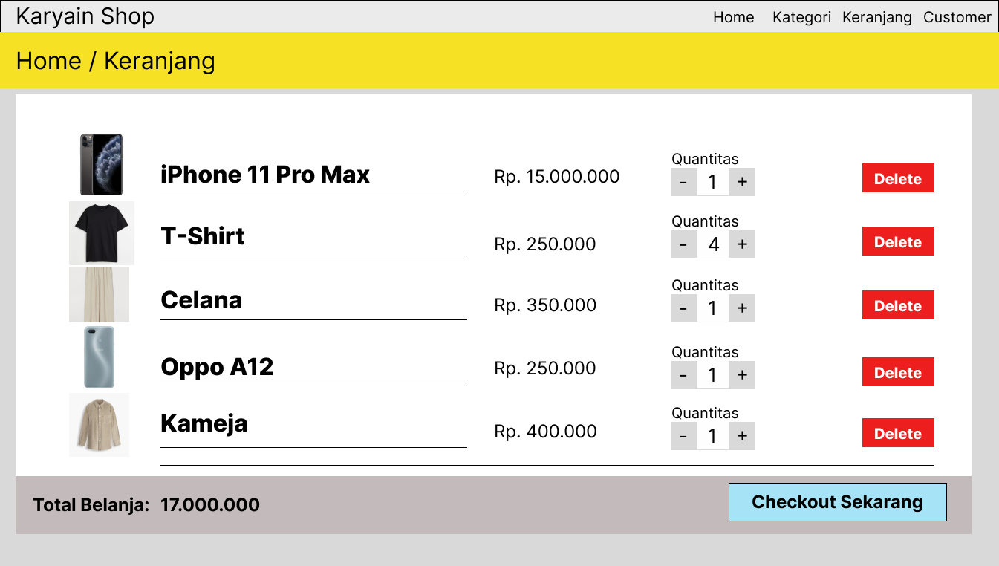 Karyain Shop Home Kategori Keranjang Customer
Home / Keranjang
Quantitas
iPhone 11 Pro Max Rp. 15.000.000 - 1 + Delete
Quantitas
T-Shirt Rp. 250.000 - 4 + Delete
Quantitas
Celana Rp. 350.000 - 1 + Delete
Quantitas
Oppo A12 Rp. 250.000 - 1 + Delete
Quantitas
Kameja Rp. 400.000 - 1 + Delete
Total Belanja: 17.000.000 Checkout Sekarang